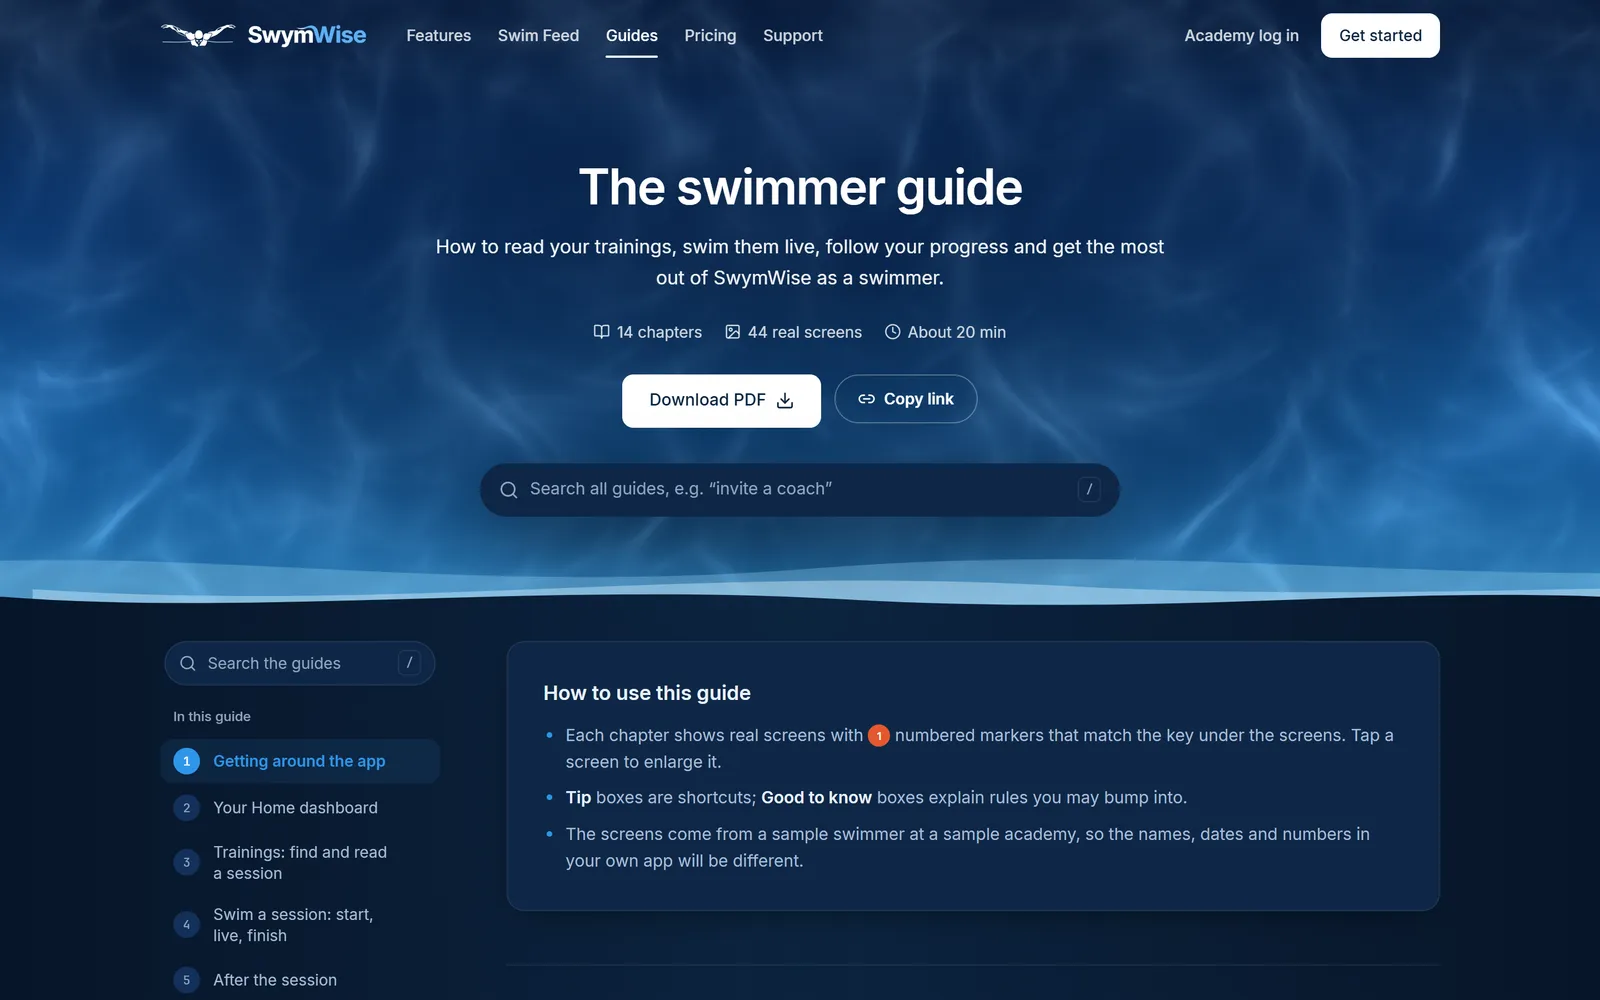 SwymWise
Features
Swim Feed
Guides
Pricing
Support
Academy log in
Get started
The swimmer guide
How to read your trainings, swim them live, follow your progress and get the most
out of SwymWise as a swimmer.
14 chapters
44 real screens
About 20 min
Download PDF
Copy link
Search all guides, e.g. “invite a coach”
/
Search the guides
/
In this guide
1 Getting around the app
2 Your Home dashboard
3 Trainings: find and read
a session
4 Swim a session: start,
live, finish
5 After the session
How to use this guide
• Each chapter shows real screens with 1 numbered markers that match the key under the screens. Tap a
screen to enlarge it.
• Tip boxes are shortcuts; Good to know boxes explain rules you may bump into.
• The screens come from a sample swimmer at a sample academy, so the names, dates and numbers in
your own app will be different.